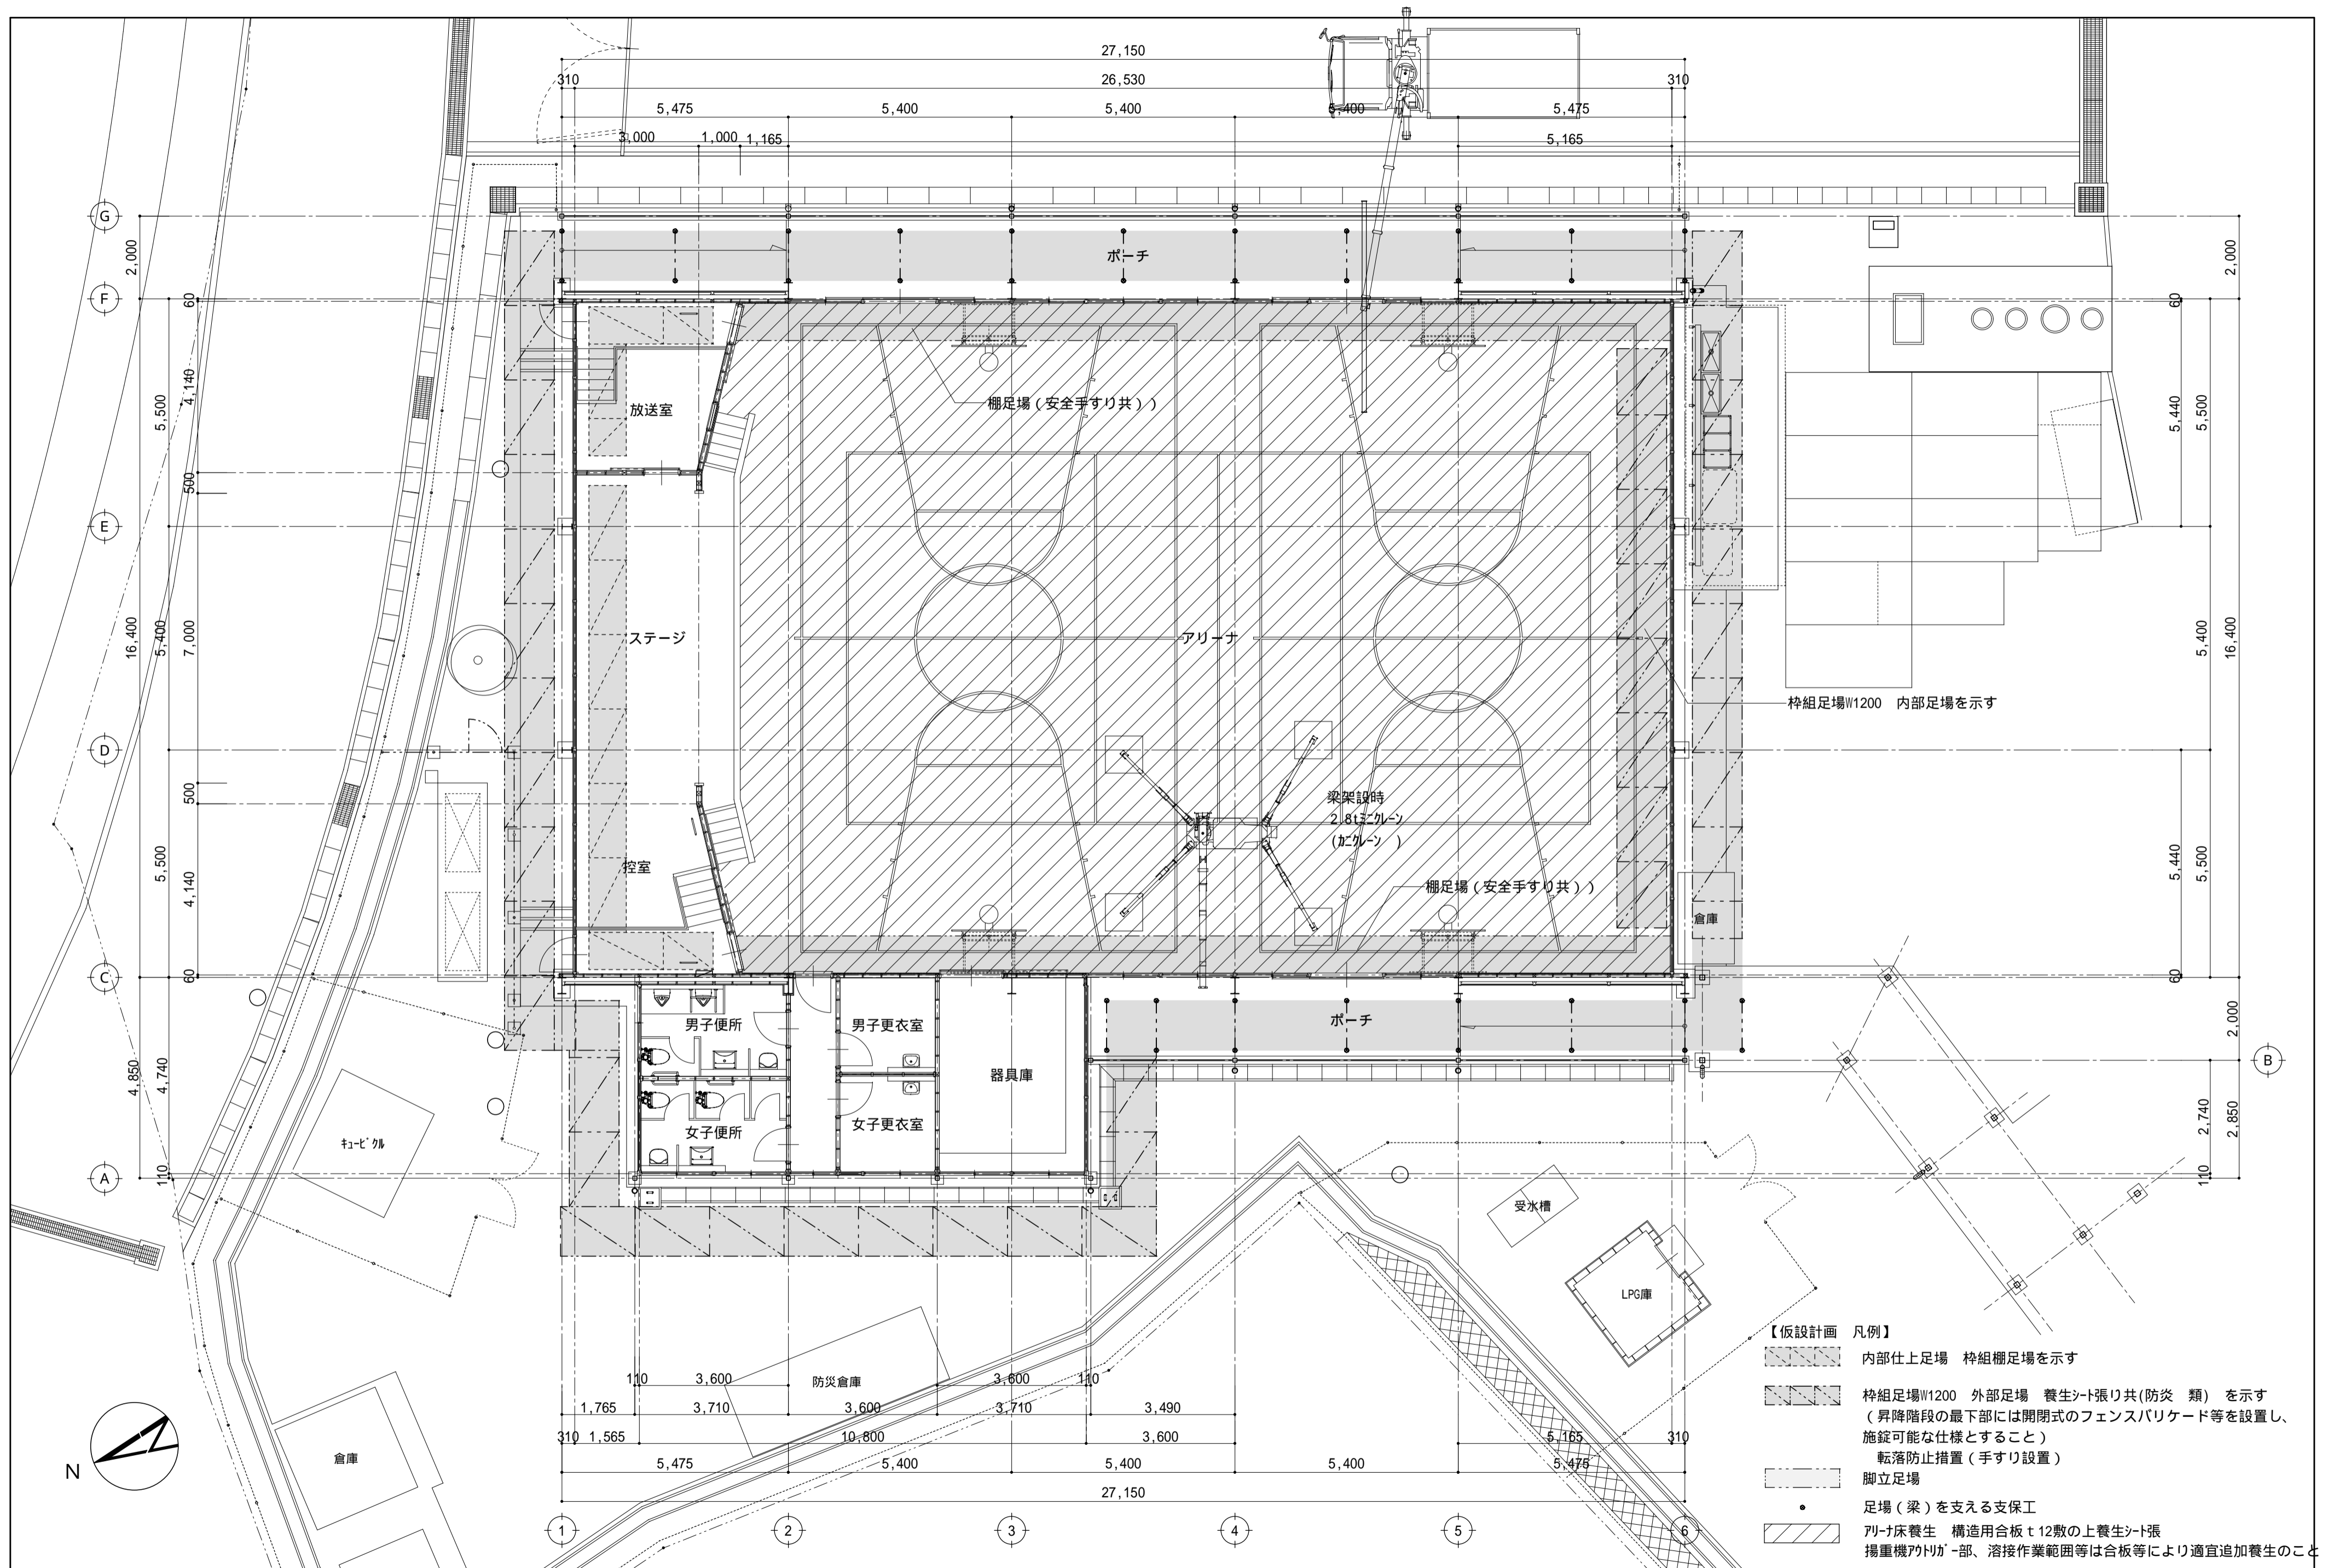 27,150
310 26,530 310
5,475 5,400 5,400 5,400 5,475
3,000 1,000 1,165 5,165
G
F
E
D
C
A
B
2,000
60
5,500
4,140
500
16,400
5,400
7,000
500
5,500
4,140
60
4,850
4,740
110
ポーチ
放送室
棚足場（安全手すり共））
ステージ
アリーナ
控室
梁架設時
2.8tﾐﾆｸﾚｰﾝ
(ｶﾆｸﾚｰﾝ )
棚足場（安全手すり共））
枠組足場W1200 内部足場を示す
倉庫
ポーチ
男子便所
男子更衣室
器具庫
女子便所
女子更衣室
ｷｭｰﾋﾞｸﾙ
受水槽
LPG庫
防災倉庫
倉庫
N
2,000
60
5,440
5,500
5,400
16,400
5,440
5,500
60
2,000
2,740
2,850
110
110 3,600 3,600 110
1,765 3,710 3,600 3,710 3,490
310 1,565 10,800 3,600 5,165 310
5,475 5,400 5,400 5,400 5,475
27,150
1 2 3 4 5 6
【仮設計画 凡例】
内部仕上足場 枠組棚足場を示す
枠組足場W1200 外部足場 養生ｼｰﾄ張り共(防炎 類) を示す
（昇降階段の最下部には開閉式のフェンスバリケード等を設置し、
施錠可能な仕様とすること）
転落防止措置（手すり設置）
脚立足場
足場（梁）を支える支保工
ｱﾘｰﾅ床養生 構造用合板ｔ12敷の上養生ｼｰﾄ張
揚重機ｱｳﾄﾘｶﾞｰ部、溶接作業範囲等は合板等により適宜追加養生のこと